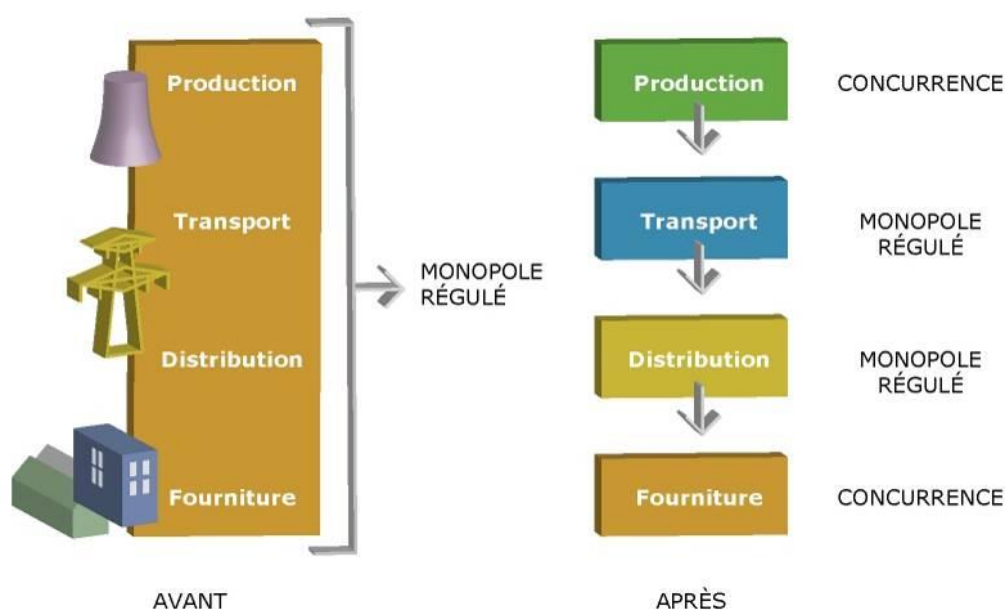 Production
Transport
Distribution
Fourniture
MONOPOLE
RÉGULÉ
AVANT
Production
CONCURRENCE
Transport
MONOPOLE
RÉGULÉ
Distribution
MONOPOLE
RÉGULÉ
Fourniture
CONCURRENCE
APRÈS